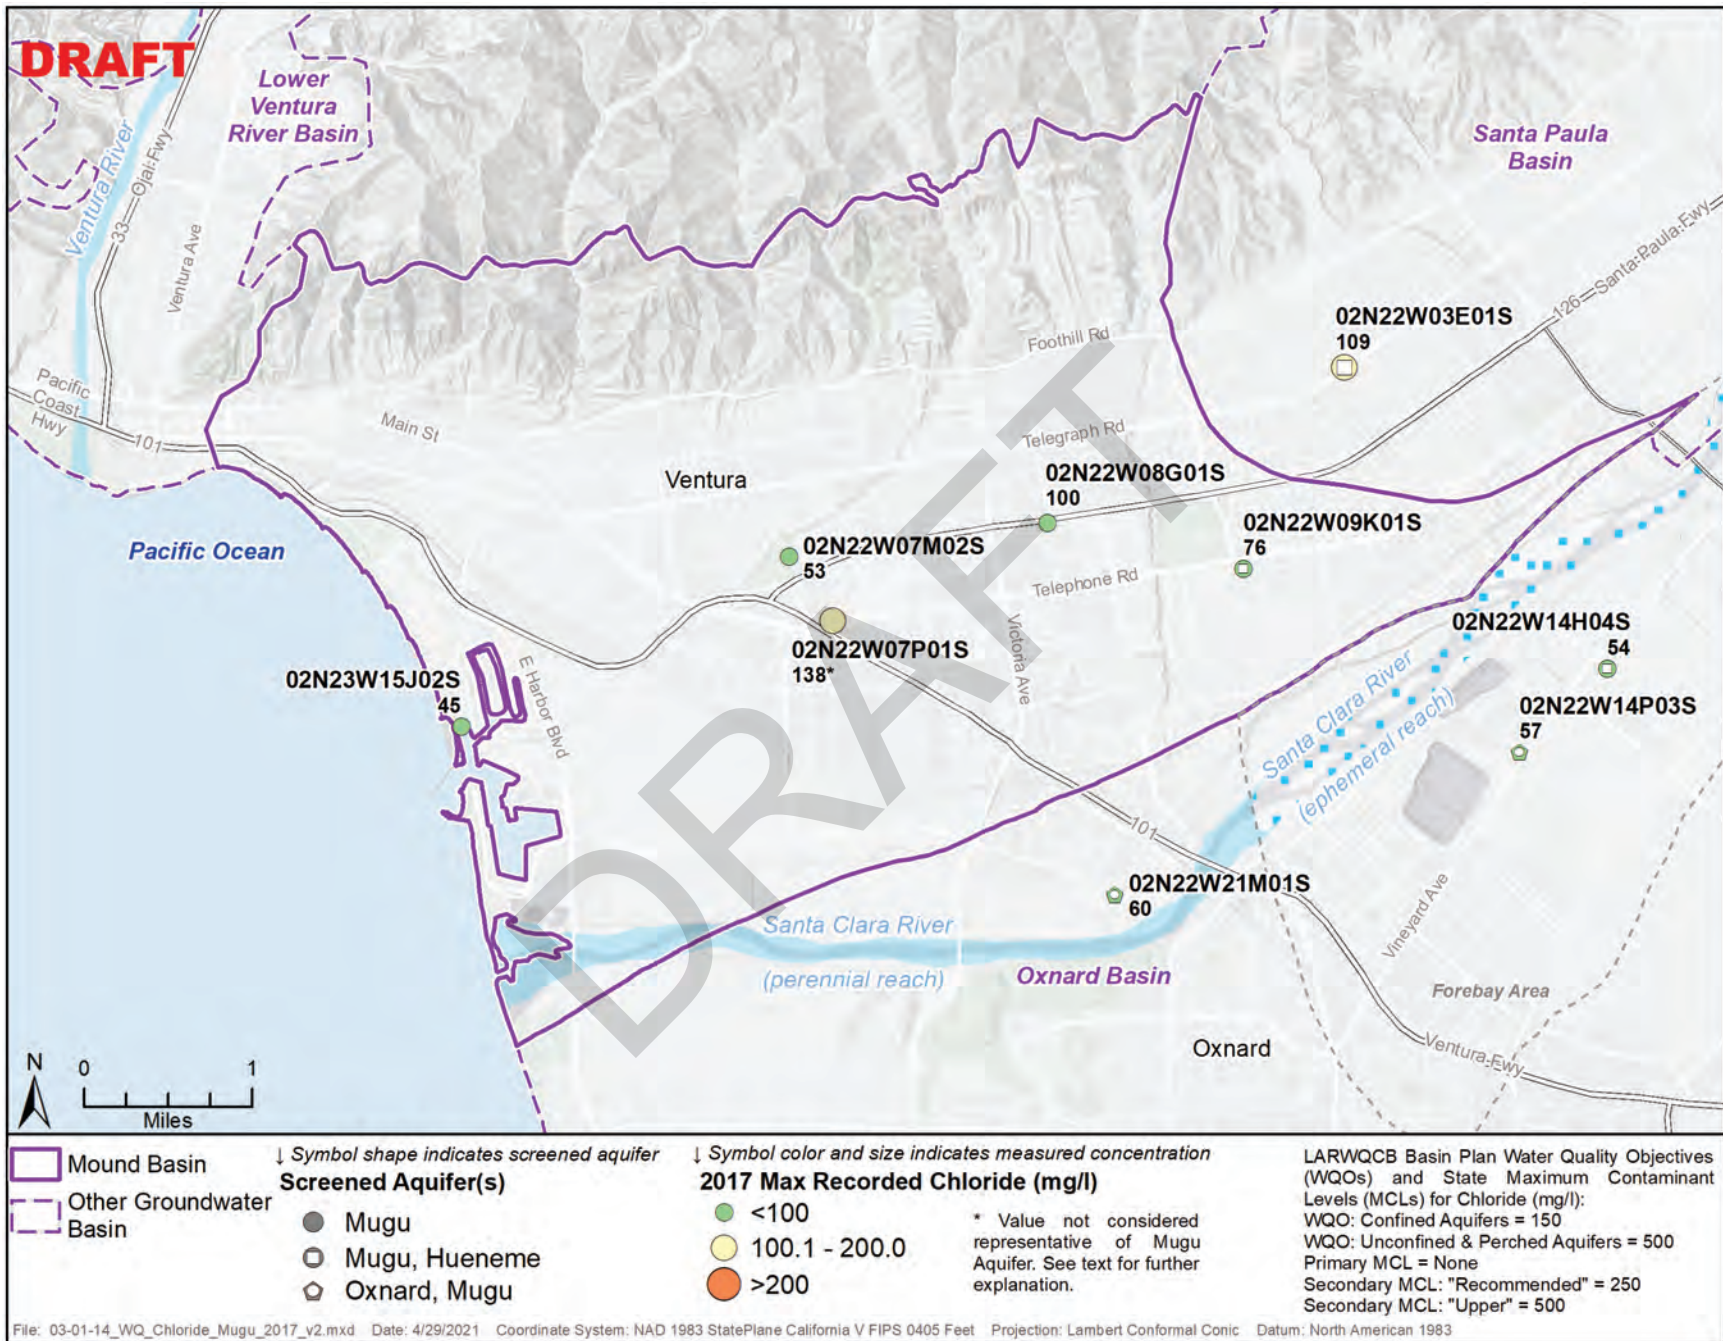 DRAFT
Lower
Ventura
River Basin
Santa Paula
Basin
Ventura River
33
Ojai Fwy
Ventura Ave
126
Santa Paula Fwy
02N22W03E01S
109
Foothill Rd
Pacific
Coast
Hwy
101
Main St
Telegraph Rd
Ventura
02N22W08G01S
100
02N22W09K01S
76
Pacific Ocean
02N22W07M02S
53
Telephone Rd
02N22W07P01S
138*
Victoria Ave
02N22W14H04S
54
02N23W15J02S
45
E Harbor Blvd
Santa Clara River
(ephemeral reach)
02N22W14P03S
57
101
02N22W21M01S
60
Vineyard Ave
Santa Clara River
(perennial reach)
Oxnard Basin
Forebay Area
Oxnard
Ventura Fwy
DRAFT
N
0 1
Miles
Mound Basin
Other Groundwater
Basin
↓ Symbol shape indicates screened aquifer
Screened Aquifer(s)
Mugu
Mugu, Hueneme
Oxnard, Mugu
↓ Symbol color and size indicates measured concentration
2017 Max Recorded Chloride (mg/l)
<100
100.1 - 200.0
>200
* Value not considered
representative of Mugu
Aquifer. See text for further
explanation.
LARWQCB Basin Plan Water Quality Objectives
(WQOs) and State Maximum Contaminant
Levels (MCLs) for Chloride (mg/l):
WQO: Confined Aquifers = 150
WQO: Unconfined & Perched Aquifers = 500
Primary MCL = None
Secondary MCL: "Recommended" = 250
Secondary MCL: "Upper" = 500
File: 03-01-14_WQ_Chloride_Mugu_2017_v2.mxd Date: 4/29/2021 Coordinate System: NAD 1983 StatePlane California V FIPS 0405 Feet Projection: Lambert Conformal Conic Datum: North American 1983